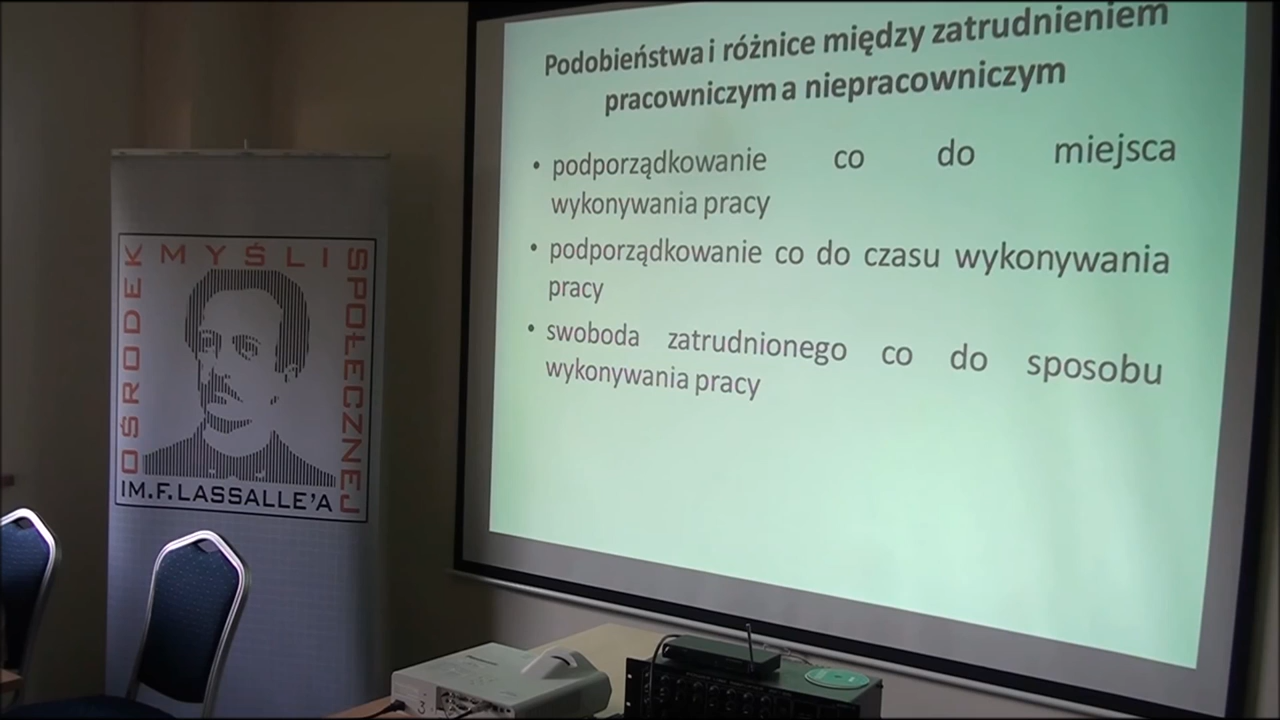 Podobieństwa i różnice między zatrudnieniem
pracowniczym a niepracowniczym
• podporządkowanie co do miejsca
wykonywania pracy
• podporządkowanie co do czasu wykonywania
pracy
• swoboda zatrudnionego co do sposobu
wykonywania pracy
OŚRODEK
MYŚLI
SPOŁECZNEJ
IM.F.LASSALLE'A
3